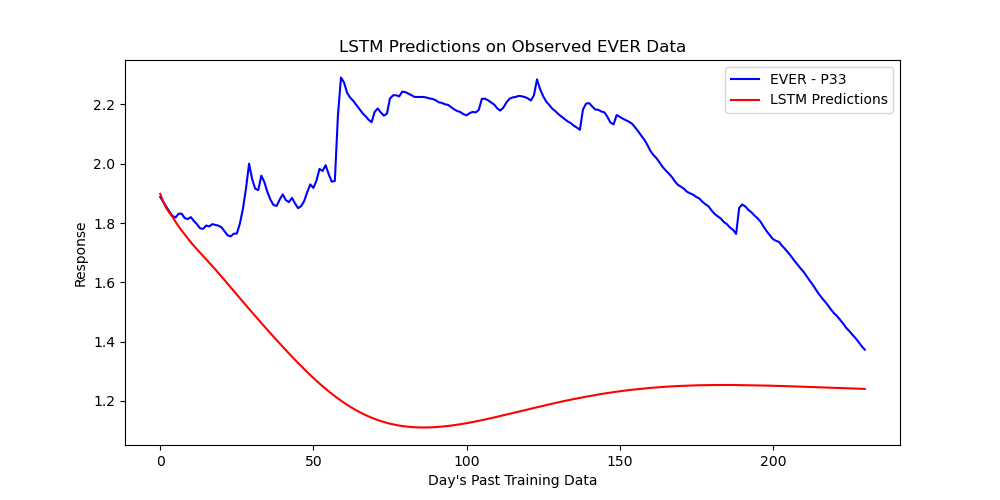 LSTM Predictions on Observed EVER Data
EVER - P33
LSTM Predictions
Response
2.2
2.0
1.8
1.6
1.4
1.2
0
50
100
150
200
Day's Past Training Data